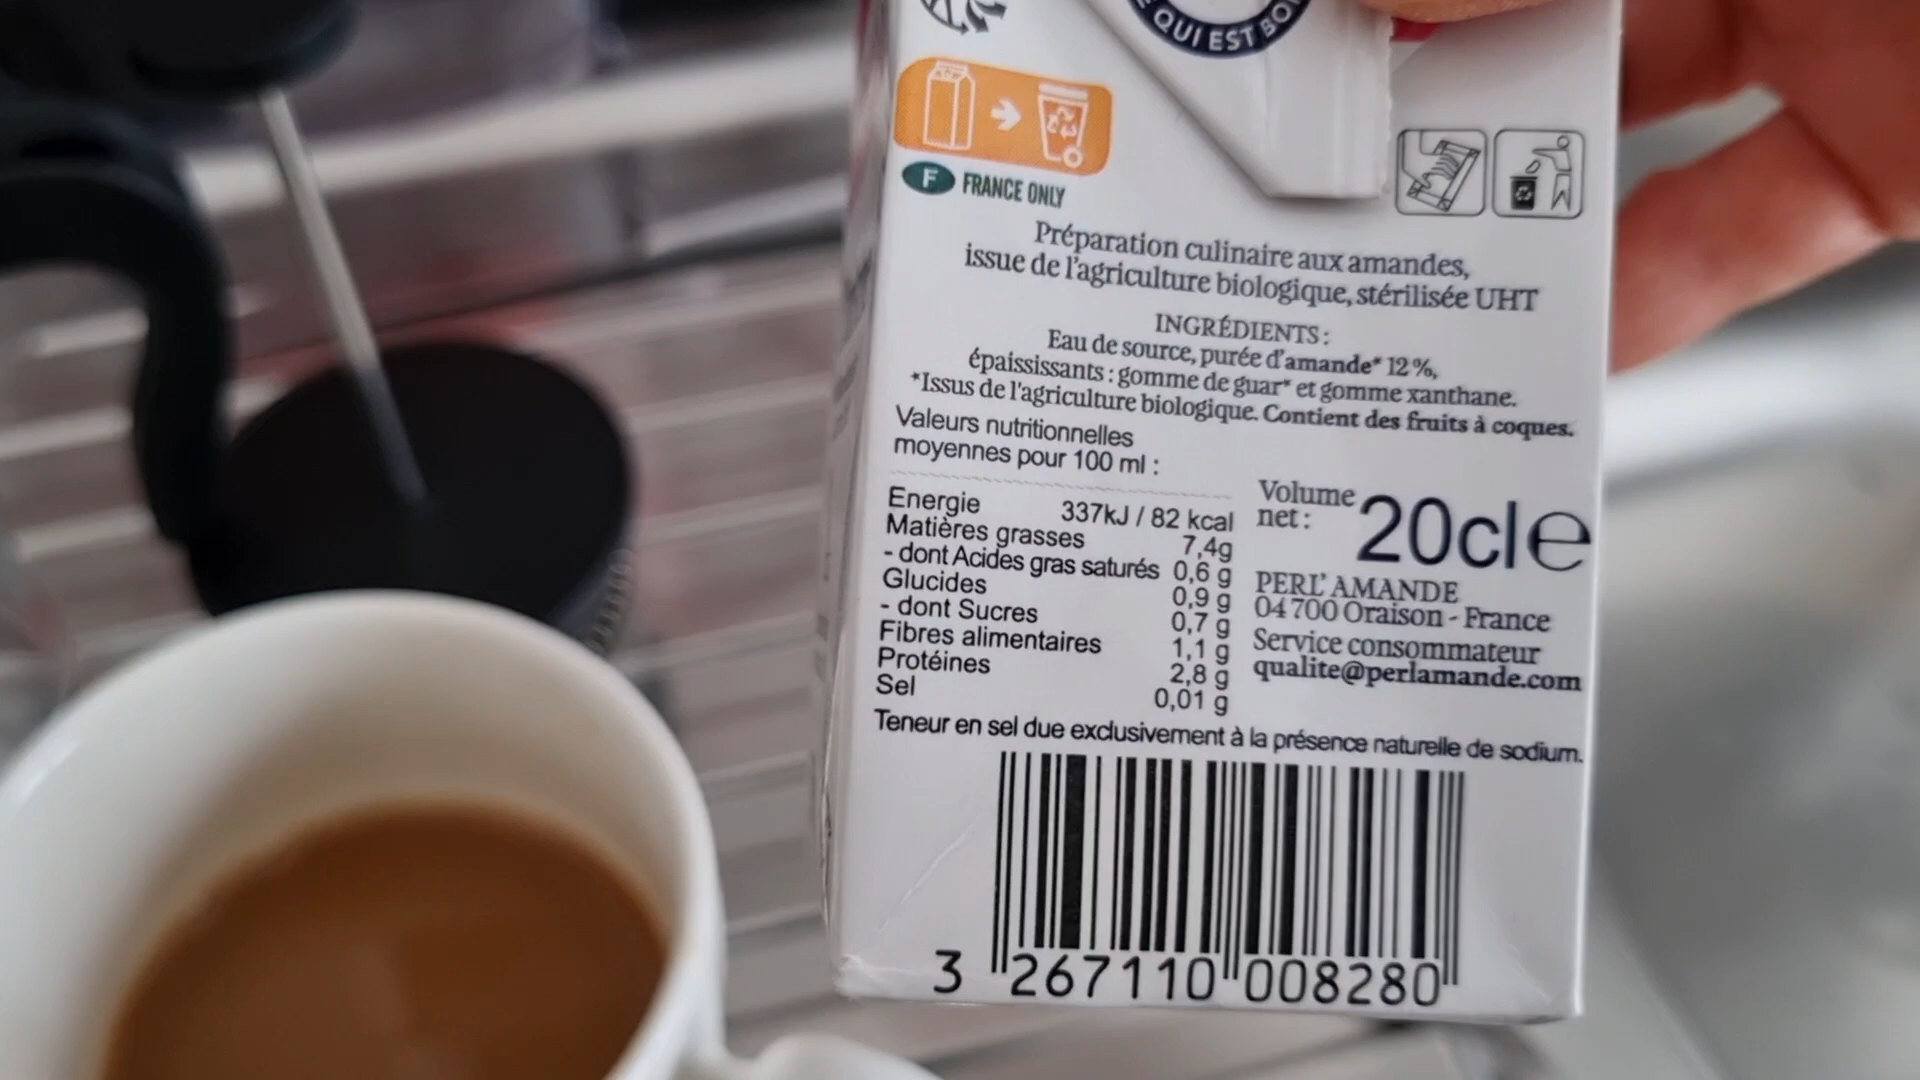 QUI EST BO
F FRANCE ONLY
Préparation culinaire aux amandes,
issue de l'agriculture biologique, stérilisée UHT
INGRÉDIENTS :
Eau de source, purée d'amande* 12 %,
épaississants : gomme de guar* et gomme xanthane.
*Issus de l'agriculture biologique. Contient des fruits à coques.
Valeurs nutritionnelles
moyennes pour 100 ml :
Energie 337kJ / 82 kcal
Matières grasses 7,4g
- dont Acides gras saturés 0,6 g
Glucides 0,9 g
- dont Sucres 0,7 g
Fibres alimentaires 1,1 g
Protéines 2,8 g
Sel 0,01 g
Volume
net : 20cl e
PERL'AMANDE
04 700 Oraison - France
Service consommateur
qualite@perlamande.com
Teneur en sel due exclusivement à la présence naturelle de sodium.
3 267110 008280